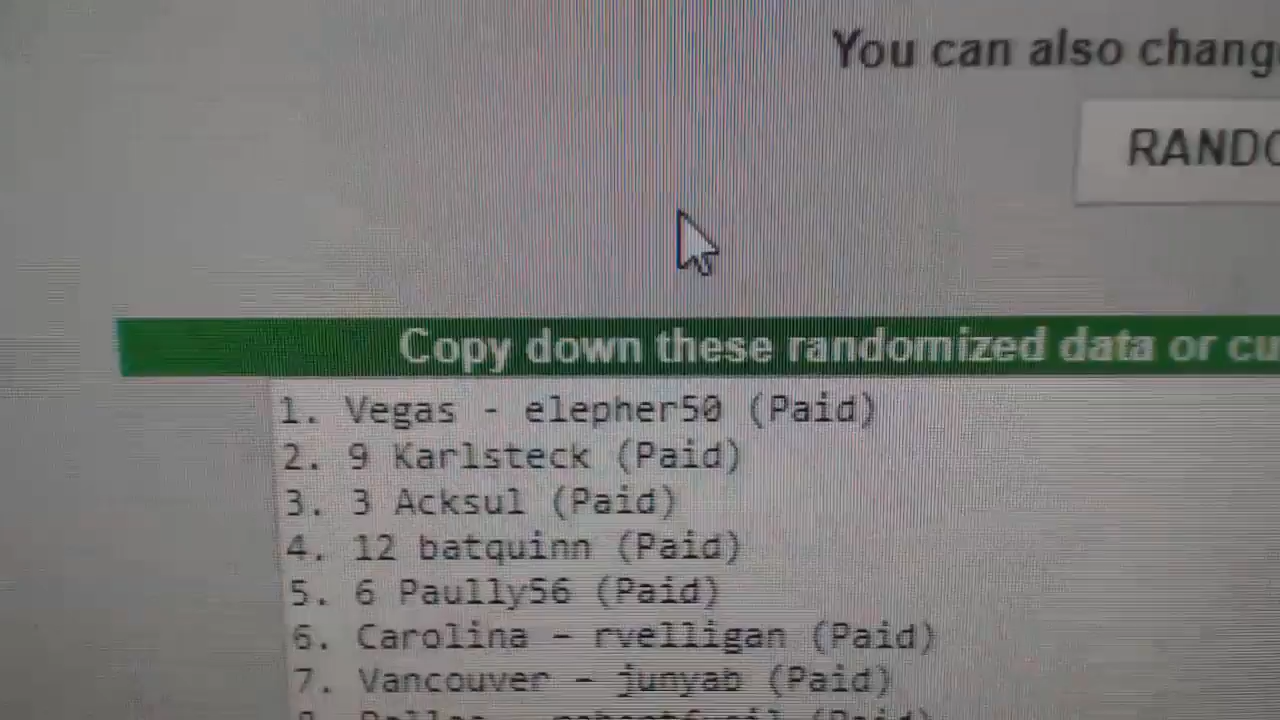 You can also chang
RANDO
Copy down these randomized data or cu
1. Vegas - elepher50 (Paid)
2. 9 Karlsteck (Paid)
3. 3 Acksul (Paid)
4. 12 batquinn (Paid)
5. 6 Paully56 (Paid)
6. Carolina - rvelligan (Paid)
7. Vancouver - junyab (Paid)